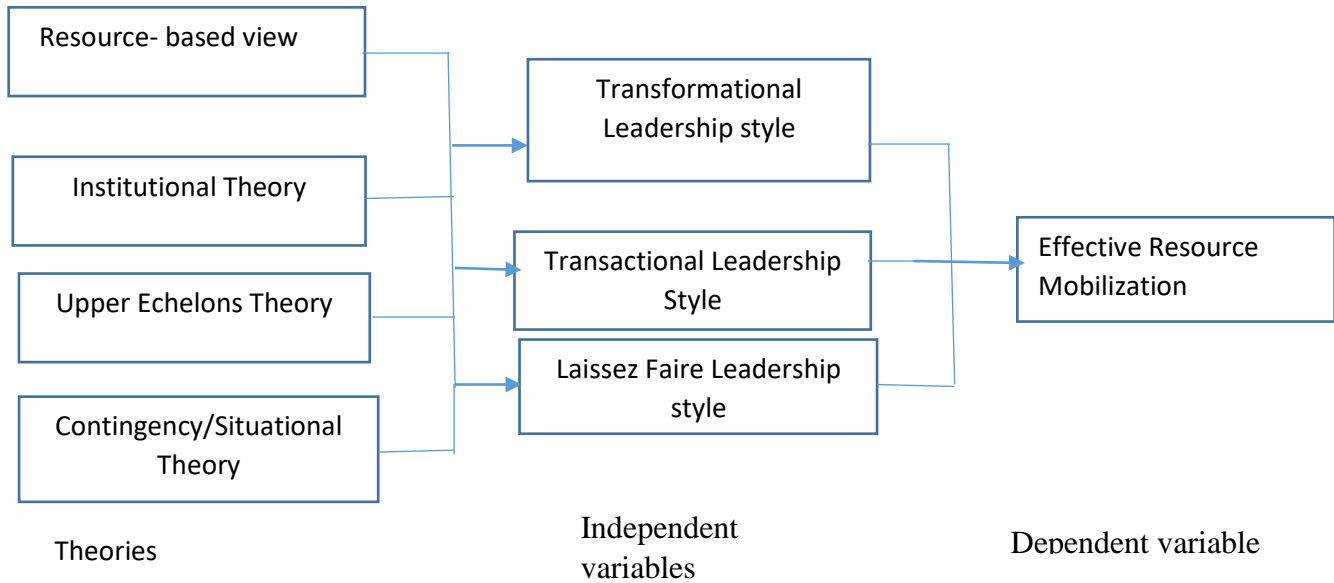 Resource- based view
Institutional Theory
Upper Echelons Theory
Contingency/Situational
Theory
Theories
Transformational
Leadership style
Transactional Leadership
Style
Laissez Faire Leadership
style
Independent
variables
Effective Resource
Mobilization
Dependent variable